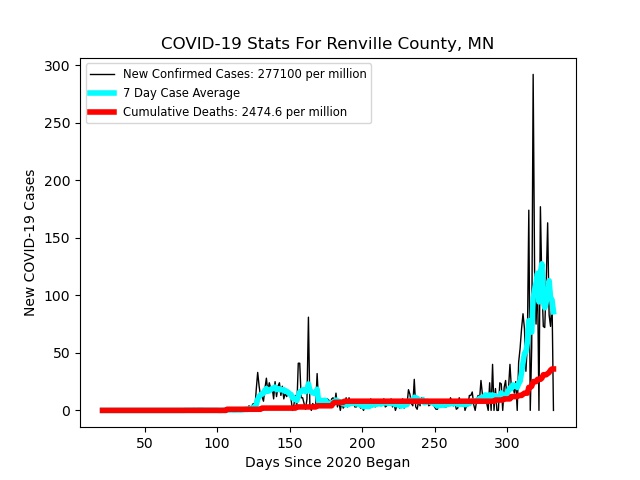 COVID-19 Stats For Renville County, MN
New Confirmed Cases: 277100 per million
7 Day Case Average
Cumulative Deaths: 2474.6 per million
New COVID-19 Cases
300
250
200
150
100
50
0
50 100 150 200 250 300
Days Since 2020 Began